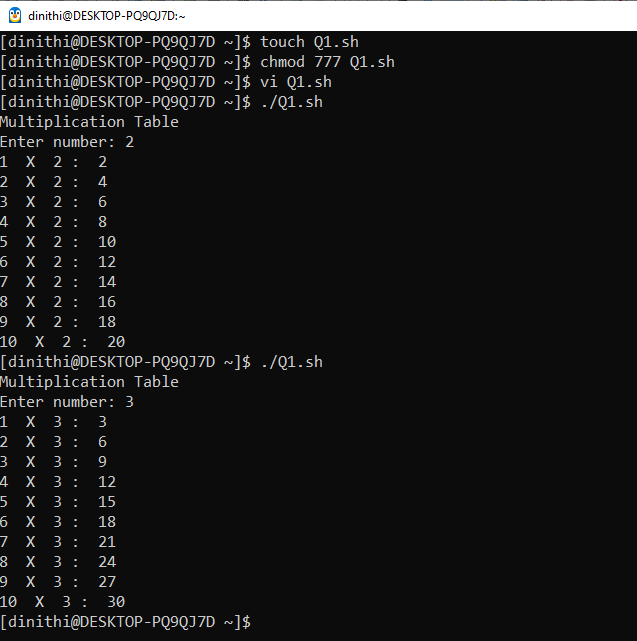 dinithi@DESKTOP-PQ9QJ7D:~
[dinithi@DESKTOP-PQ9QJ7D ~]$ touch Q1.sh
[dinithi@DESKTOP-PQ9QJ7D ~]$ chmod 777 Q1.sh
[dinithi@DESKTOP-PQ9QJ7D ~]$ vi Q1.sh
[dinithi@DESKTOP-PQ9QJ7D ~]$ ./Q1.sh
Multiplication Table
Enter number: 2
1  X  2 :  2
2  X  2 :  4
3  X  2 :  6
4  X  2 :  8
5  X  2 :  10
6  X  2 :  12
7  X  2 :  14
8  X  2 :  16
9  X  2 :  18
10  X  2 :  20
[dinithi@DESKTOP-PQ9QJ7D ~]$ ./Q1.sh
Multiplication Table
Enter number: 3
1  X  3 :  3
2  X  3 :  6
3  X  3 :  9
4  X  3 :  12
5  X  3 :  15
6  X  3 :  18
7  X  3 :  21
8  X  3 :  24
9  X  3 :  27
10  X  3 :  30
[dinithi@DESKTOP-PQ9QJ7D ~]$